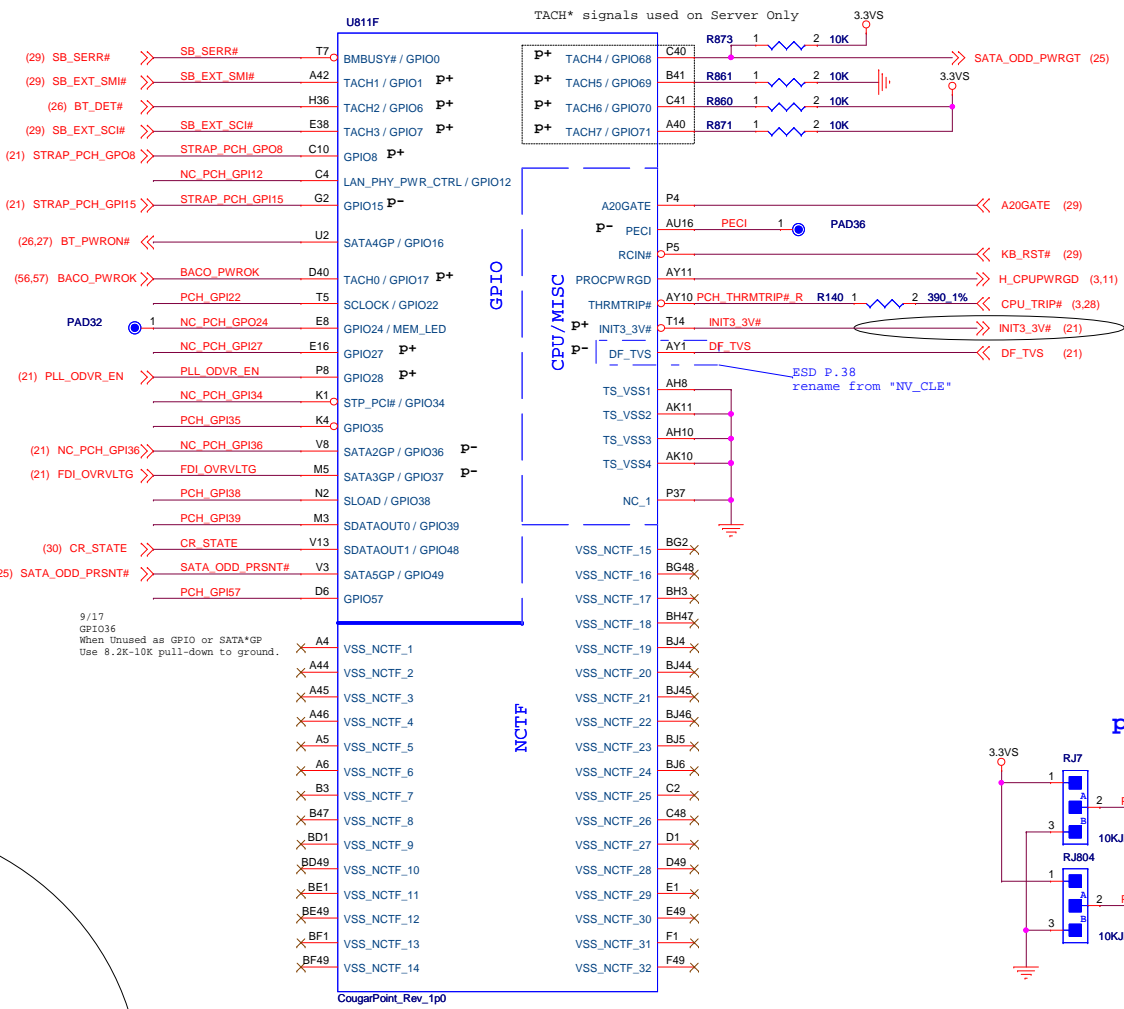 TACH* signals used on Server Only
U811F
(29) SB_SERR# SB_SERR# T7 BMBUSY# / GPIO0
(29) SB_EXT_SMI# SB_EXT_SMI# A42 TACH1 / GPIO1 p+
(26) BT_DET# H36 TACH2 / GPIO6 p+
(29) SB_EXT_SCI# SB_EXT_SCI# E38 TACH3 / GPIO7 p+
(21) STRAP_PCH_GPO8 STRAP_PCH_GPO8 C10 GPIO8 p+
NC_PCH_GPI12 C4 LAN_PHY_PWR_CTRL / GPIO12
(21) STRAP_PCH_GPI15 STRAP_PCH_GPI15 G2 GPIO15 p-
(26,27) BT_PWRON# U2 SATA4GP / GPIO16
(56,57) BACO_PWROK BACO_PWROK D40 TACH0 / GPIO17 p+
PCH_GPI22 T5 SCLOCK / GPIO22
PAD32 1 NC_PCH_GPO24 E8 GPIO24 / MEM_LED
NC_PCH_GPI27 E16 GPIO27 p+
(21) PLL_ODVR_EN PLL_ODVR_EN P8 GPIO28 p+
NC_PCH_GPI34 K1 STP_PCI# / GPIO34
PCH_GPI35 K4 GPIO35
(21) NC_PCH_GPI36 NC_PCH_GPI36 V8 SATA2GP / GPIO36 p-
(21) FDI_OVRVLTG FDI_OVRVLTG M5 SATA3GP / GPIO37 p-
PCH_GPI38 N2 SLOAD / GPIO38
PCH_GPI39 M3 SDATAOUT0 / GPIO39
(30) CR_STATE CR_STATE V13 SDATAOUT1 / GPIO48
25) SATA_ODD_PRSNT# SATA_ODD_PRSNT# V3 SATA5GP / GPIO49
PCH_GPI57 D6 GPIO57
9/17
GPIO36
When Unused as GPIO or SATA*GP
Use 8.2K-10K pull-down to ground.
A4 VSS_NCTF_1
A44 VSS_NCTF_2
A45 VSS_NCTF_3
A46 VSS_NCTF_4
A5 VSS_NCTF_5
A6 VSS_NCTF_6
B3 VSS_NCTF_7
B47 VSS_NCTF_8
BD1 VSS_NCTF_9
BD49 VSS_NCTF_10
BE1 VSS_NCTF_11
BE49 VSS_NCTF_12
BF1 VSS_NCTF_13
BF49 VSS_NCTF_14
GPIO
CPU/MISC
NCTF
3.3VS
p+ TACH4 / GPIO68 C40 R873 1 2 10K SATA_ODD_PWRGT (25)
p+ TACH5 / GPIO69 B41 R861 1 2 10K
3.3VS
p+ TACH6 / GPIO70 C41 R860 1 2 10K
p+ TACH7 / GPIO71 A40 R871 1 2 10K
A20GATE P4 A20GATE (29)
p- PECI AU16 PECI 1 PAD36
RCIN# P5 KB_RST# (29)
PROCPWRGD AY11 H_CPUPWRGD (3,11)
THRMTRIP# AY10 PCH_THRMTRIP#_R R140 1 2 390_1% CPU_TRIP# (3,28)
p+ INIT3_3V# T14 INIT3_3V# INIT3_3V# (21)
p- DF_TVS AY1 DF_TVS DF_TVS (21)
ESD P.38
rename from "NV_CLE"
TS_VSS1 AH8
TS_VSS2 AK11
TS_VSS3 AH10
TS_VSS4 AK10
NC_1 P37
VSS_NCTF_15 BG2
VSS_NCTF_16 BG48
VSS_NCTF_17 BH3
VSS_NCTF_18 BH47
VSS_NCTF_19 BJ4
VSS_NCTF_20 BJ44
VSS_NCTF_21 BJ45
VSS_NCTF_22 BJ46
VSS_NCTF_23 BJ5
VSS_NCTF_24 BJ6
VSS_NCTF_25 C2
VSS_NCTF_26 C48
VSS_NCTF_27 D1
VSS_NCTF_28 D49
VSS_NCTF_29 E1
VSS_NCTF_30 E49
VSS_NCTF_31 F1
VSS_NCTF_32 F49
CougarPoint_Rev_1p0
p
3.3VS
RJ7
1 A 2
3 B 10KJ
RJ804
1 A 2
3 B 10KJ